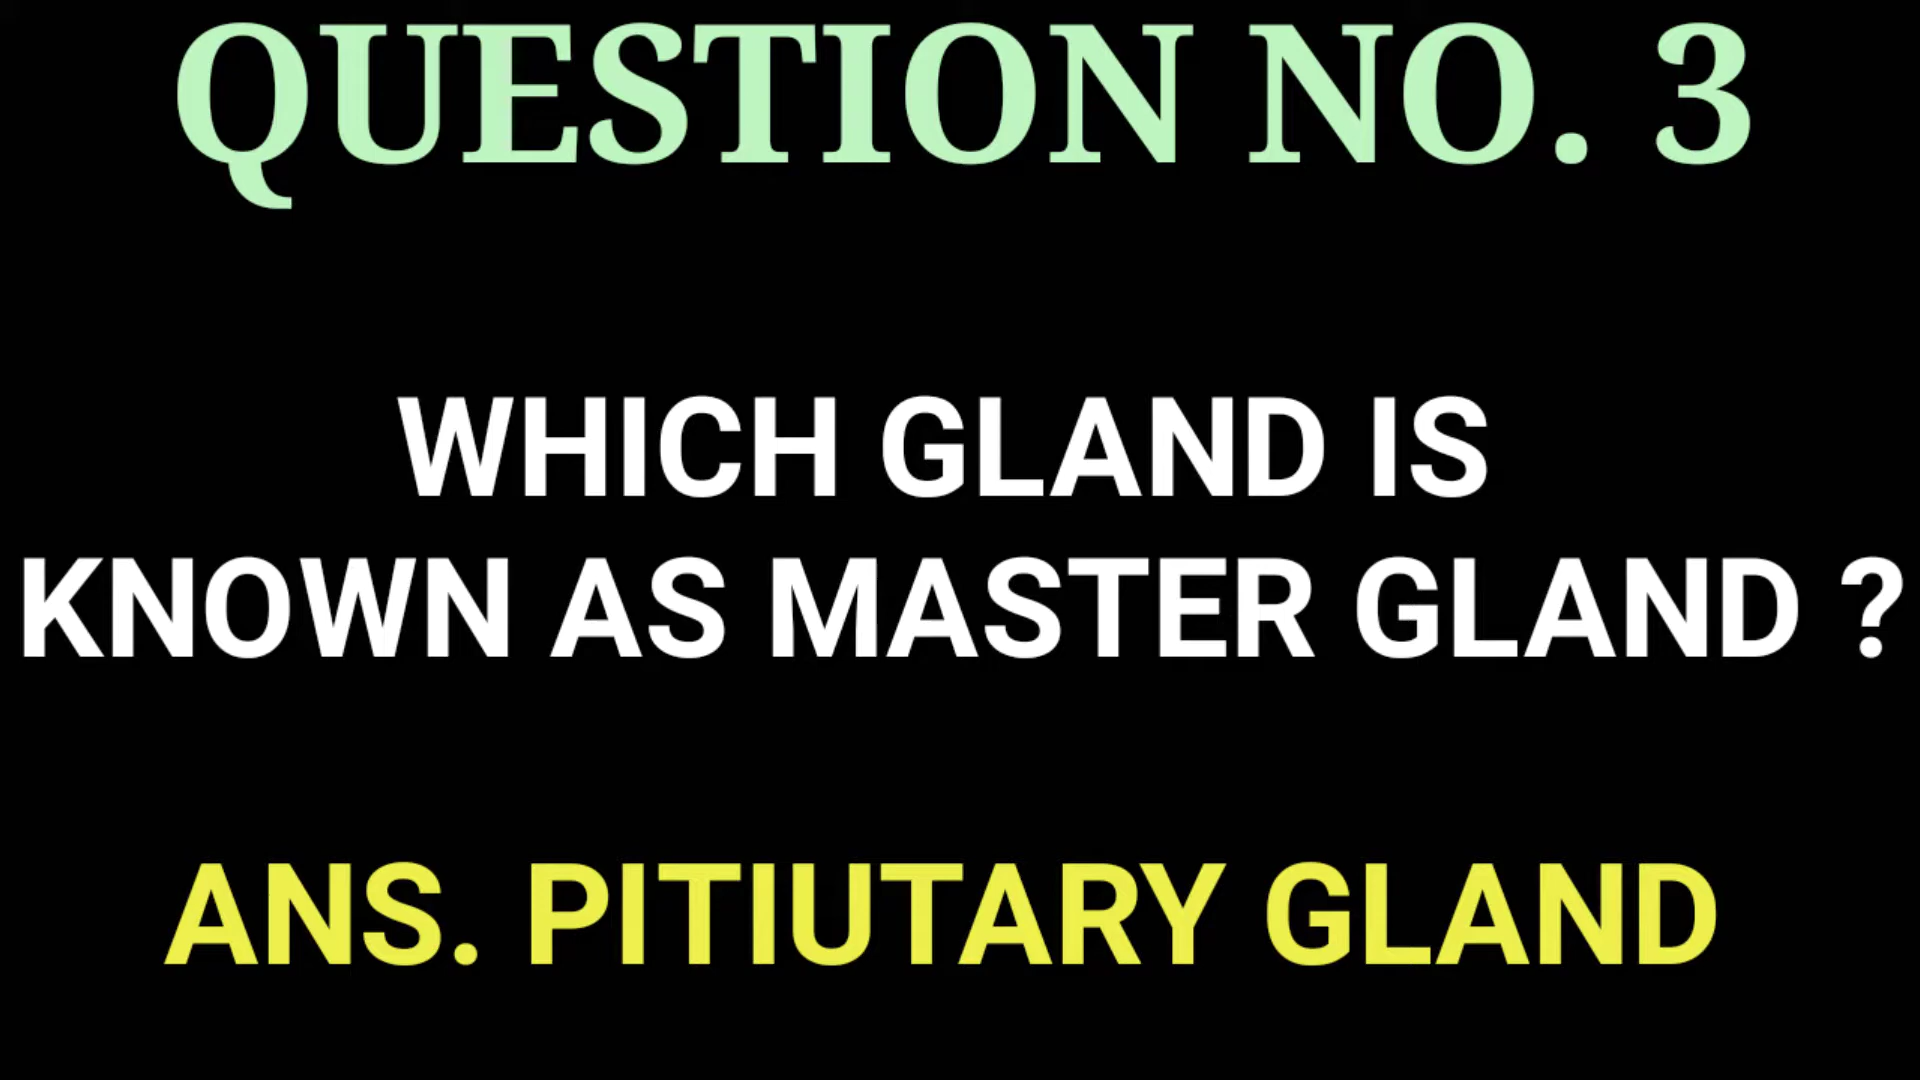 QUESTION NO. 3
WHICH GLAND IS
KNOWN AS MASTER GLAND ?
ANS. PITIUTARY GLAND